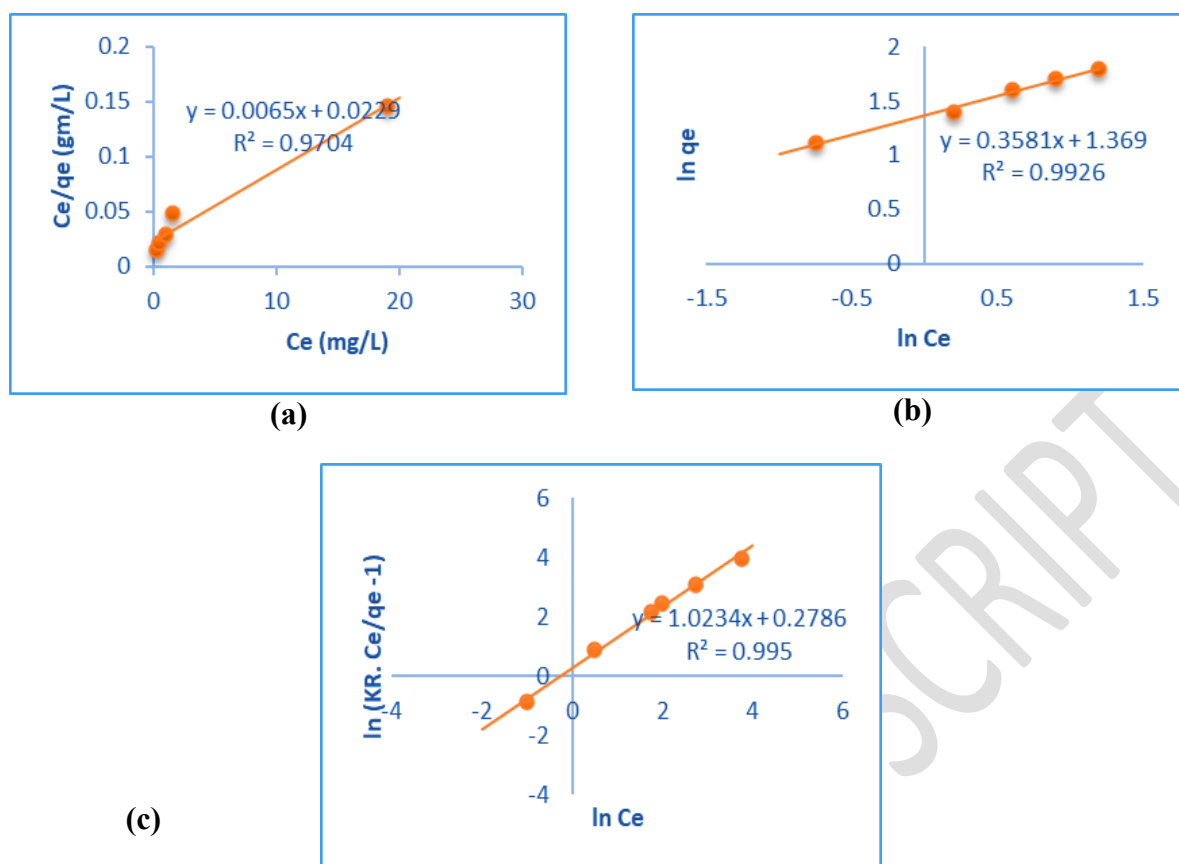 0.2
0.15
0.1
0.05
0
Ce/qe (gm/L)
y = 0.0065x + 0.0229
R² = 0.9704
0 10 20 30
Ce (mg/L)
(a)
2
1.5
1
0.5
0
ln qe
y = 0.3581x + 1.369
R² = 0.9926
-1.5 -0.5 0.5 1.5
ln Ce
(b)
6
4
2
0
-2
-4
ln (KR. Ce/qe -1)
y = 1.0234x + 0.2786
R² = 0.995
-4 -2 0 2 4 6
ln Ce
(c)
SCRIPT